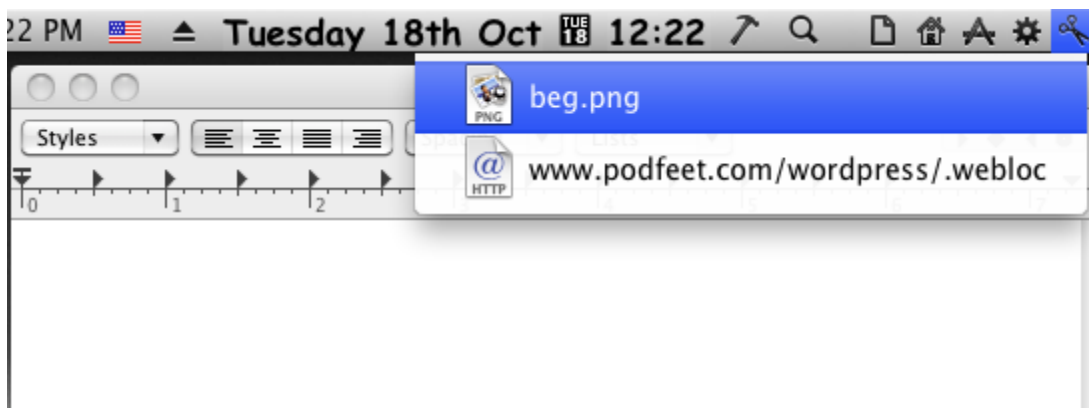 22 PM Tuesday 18th Oct TUE 18 12:22
beg.png
PNG
Styles
www.podfeet.com/wordpress/.webloc
HTTP
0 1 2